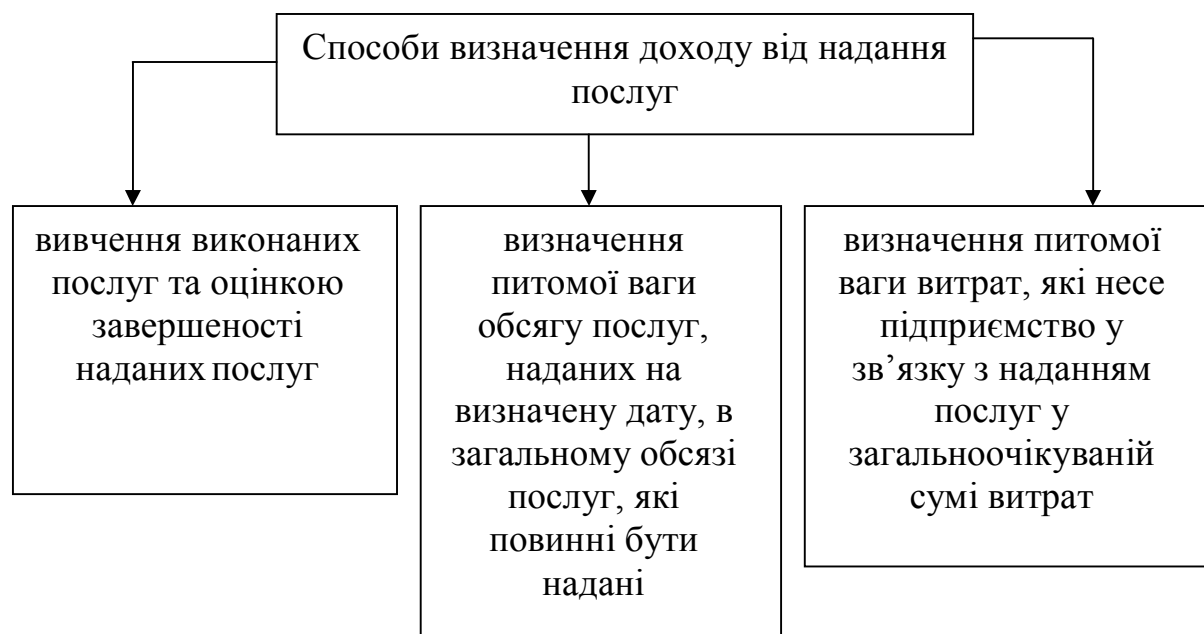 Способи визначення доходу від надання
послуг
вивчення виконаних
послуг та оцінкою
завершеності
наданих послуг
визначення
питомої ваги
обсягу послуг,
наданих на
визначену дату, в
загальному обсязі
послуг, які
повинні бути
надані
визначення питомої
ваги витрат, які несе
підприємство у
зв’язку з наданням
послуг у
загальноочікуваній
сумі витрат